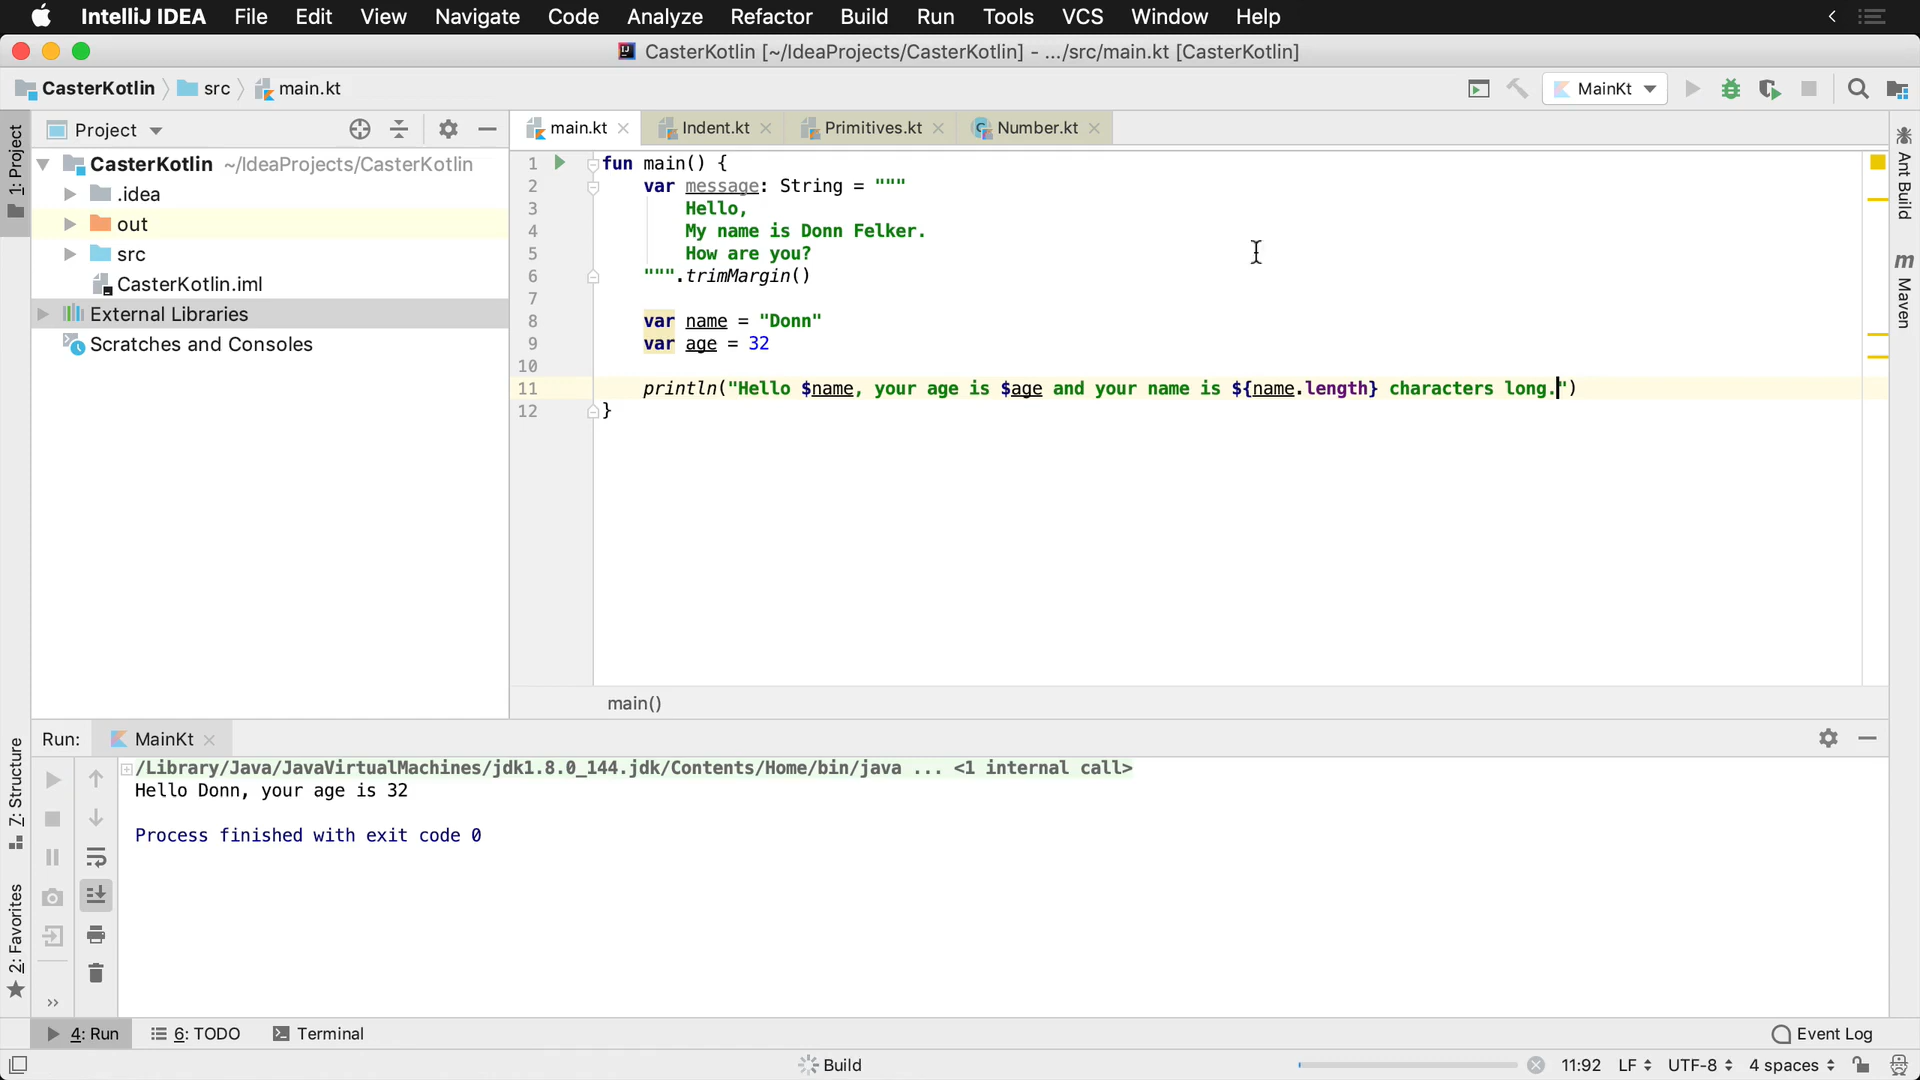 IntelliJ IDEA File Edit View Navigate Code Analyze Refactor Build Run Tools VCS Window Help
CasterKotlin [~/IdeaProjects/CasterKotlin] - .../src/main.kt [CasterKotlin]
CasterKotlin src main.kt MainKt
1: Project
Project
CasterKotlin ~/IdeaProjects/CasterKotlin
.idea
out
src
CasterKotlin.iml
External Libraries
Scratches and Consoles
main.kt Indent.kt Primitives.kt Number.kt
1 fun main() {
2 var message: String = """
3 Hello,
4 My name is Donn Felker.
5 How are you?
6 """.trimMargin()
7
8 var name = "Donn"
9 var age = 32
10
11 println("Hello $name, your age is $age and your name is ${name.length} characters long.")
12 }
main()
Ant Build
m Maven
Run: MainKt
/Library/Java/JavaVirtualMachines/jdk1.8.0_144.jdk/Contents/Home/bin/java ... <1 internal call>
Hello Donn, your age is 32
Process finished with exit code 0
Z: Structure
2: Favorites
4: Run 6: TODO Terminal Event Log
Build 11:92 LF UTF-8 4 spaces